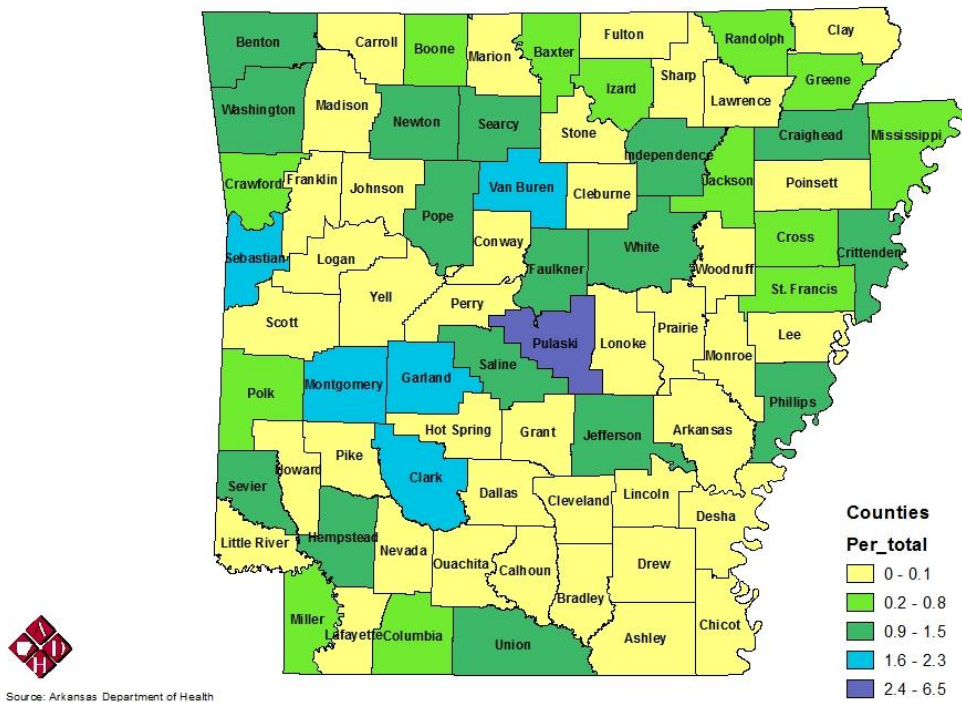 Benton
Carroll
Boone
Marion
Baxter
Fulton
Randolph
Clay
Izard
Sharp
Greene
Lawrence
Washington
Madison
Newton
Searcy
Stone
Independence
Craighead
Mississippi
Crawford
Franklin
Johnson
Van Buren
Cleburne
Jackson
Poinsett
Pope
Conway
White
Woodruff
Cross
Crittenden
Sebastian
Logan
Faulkner
St. Francis
Yell
Perry
Scott
Pulaski
Lonoke
Prairie
Monroe
Lee
Polk
Montgomery
Garland
Saline
Phillips
Hot Spring
Grant
Jefferson
Arkansas
Howard
Pike
Clark
Sevier
Dallas
Cleveland
Lincoln
Desha
Little River
Hempstead
Nevada
Ouachita
Calhoun
Drew
Bradley
Miller
Lafayette
Columbia
Union
Ashley
Chicot
Counties
Per_total
0 - 0.1
0.2 - 0.8
0.9 - 1.5
1.6 - 2.3
2.4 - 6.5
A
D
H
Source: Arkansas Department of Health